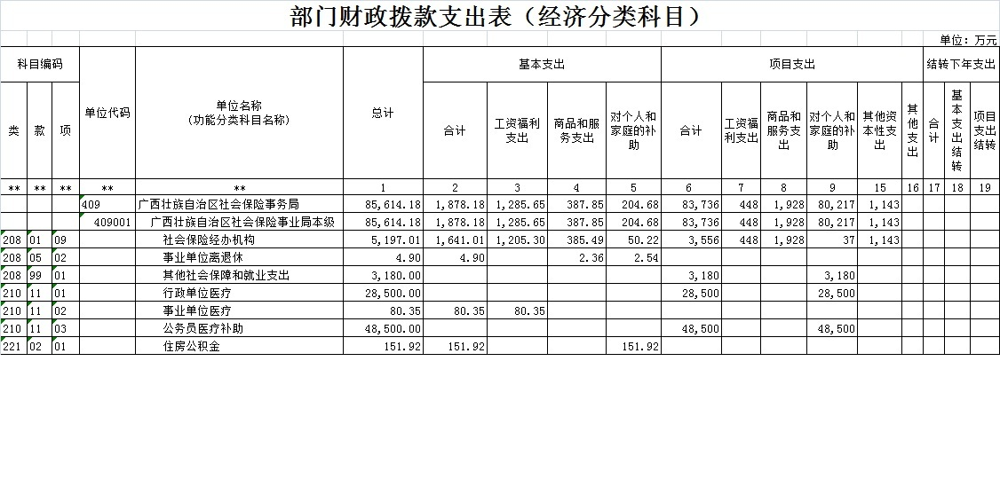 部门财政拨款支出表（经济分类科目）
单位：万元
科目编码 单位代码 单位名称（功能分类科目名称） 总计 基本支出 项目支出 结转下年支出
类 款 项 合计 工资福利支出 商品和服务支出 对个人和家庭的补助 合计 工资福利支出 商品和服务支出 对个人和家庭的补助 其他资本性支出 其他支出 合计 基本支出结转 项目支出结转
** ** ** ** ** 1 2 3 4 5 6 7 8 9 15 16 17 18 19
409 广西壮族自治区社会保险事务局 85,614.18 1,878.18 1,285.65 387.85 204.68 83,736 448 1,928 80,217 1,143
409001 广西壮族自治区社会保险事业局本级 85,614.18 1,878.18 1,285.65 387.85 204.68 83,736 448 1,928 80,217 1,143
208 01 09 社会保险经办机构 5,197.01 1,641.01 1,205.30 385.49 50.22 3,556 448 1,928 37 1,143
208 05 02 事业单位离退休 4.90 4.90 2.36 2.54
208 99 01 其他社会保障和就业支出 3,180.00 3,180 3,180
210 11 01 行政单位医疗 28,500.00 28,500 28,500
210 11 02 事业单位医疗 80.35 80.35 80.35
210 11 03 公务员医疗补助 48,500.00 48,500 48,500
221 02 01 住房公积金 151.92 151.92 151.92